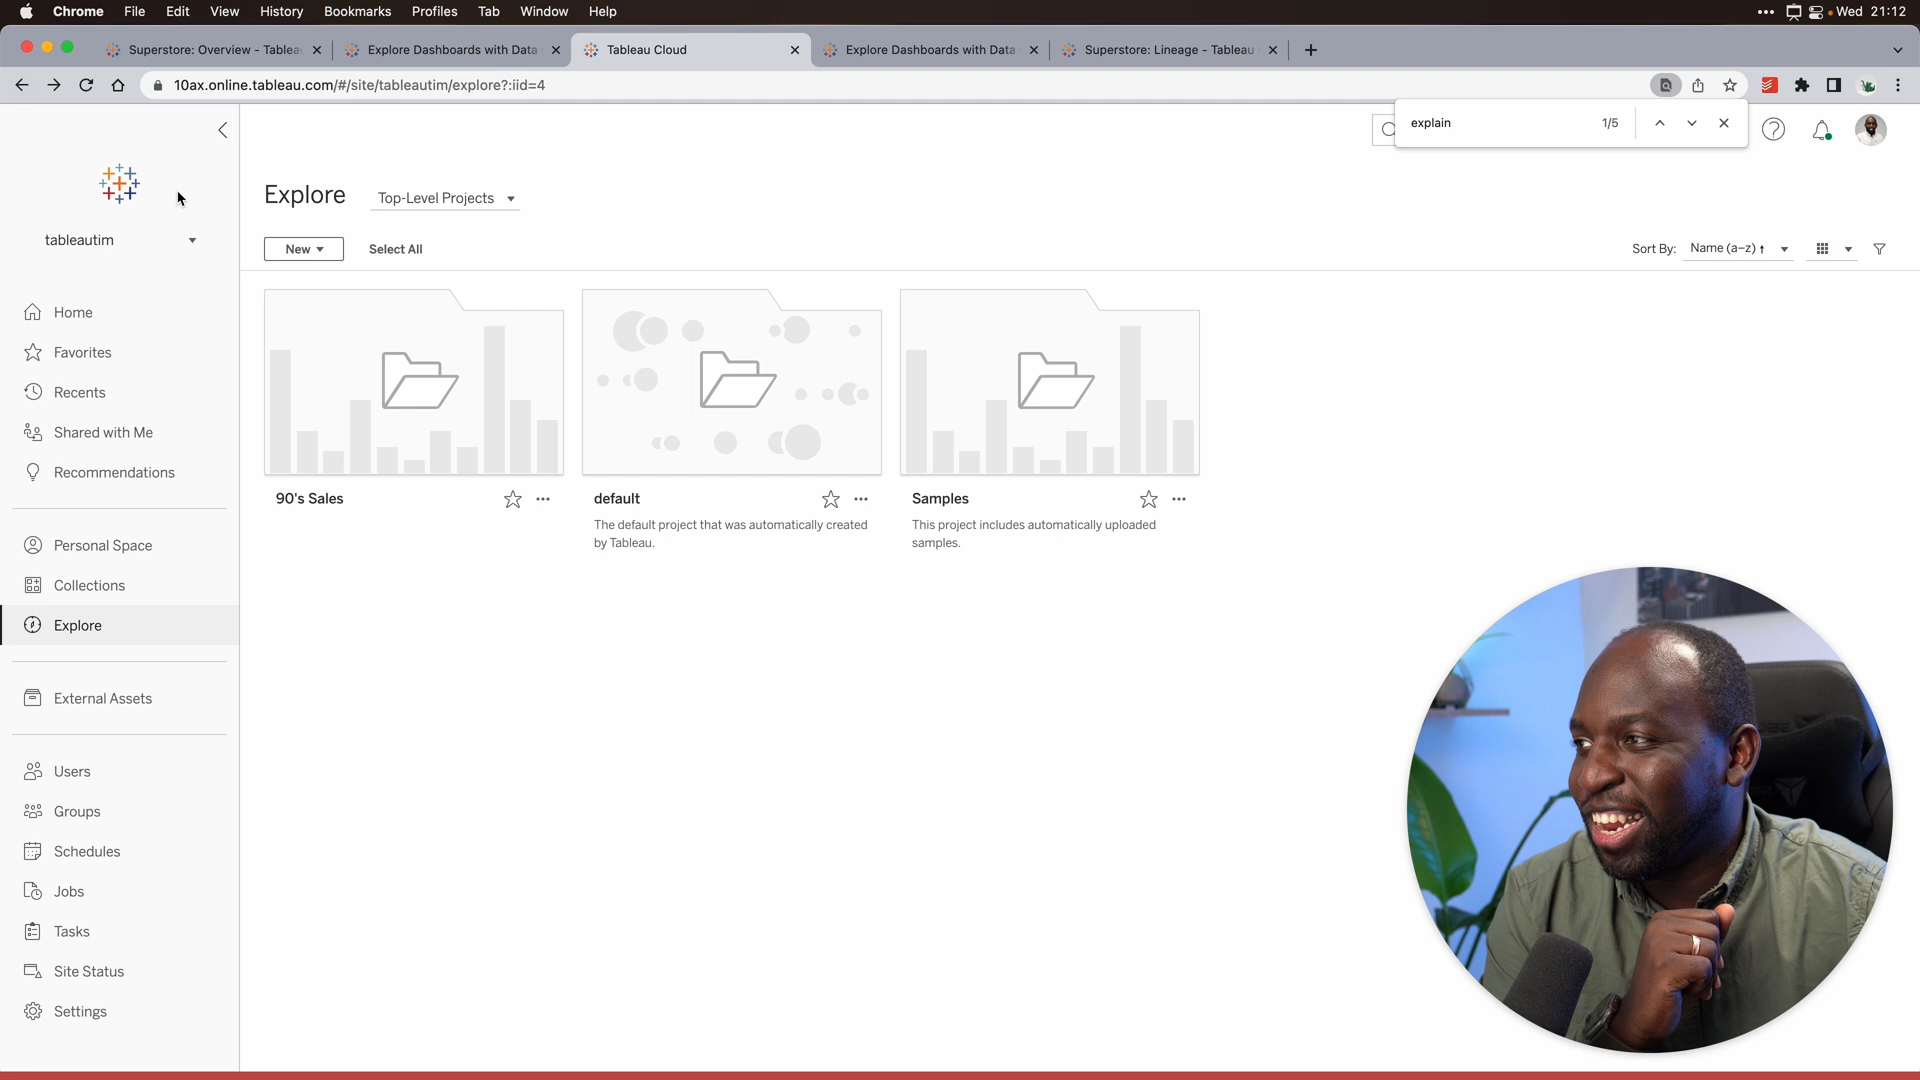 Chrome File Edit View History Bookmarks Profiles Tab Window Help Wed 21:12
Superstore: Overview - Tablea Explore Dashboards with Data Tableau Cloud Explore Dashboards with Data Superstore: Lineage - Tableau
10ax.online.tableau.com/#/site/tableautim/explore?:iid=4
explain 1/5
Explore Top-Level Projects
tableautim
New Select All Sort By: Name (a–z) ↑
Home
Favorites
Recents
Shared with Me
Recommendations
90's Sales default Samples
The default project that was automatically created
by Tableau.
This project includes automatically uploaded
samples.
Personal Space
Collections
Explore
External Assets
Users
Groups
Schedules
Jobs
Tasks
Site Status
Settings